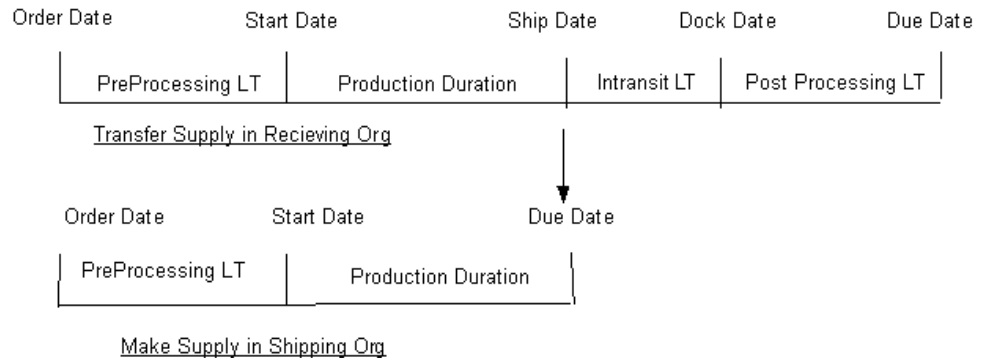 Order Date Start Date Ship Date Dock Date Due Date
PreProcessing LT Production Duration Intransit LT Post Processing LT
Transfer Supply in Recieving Org
Order Date Start Date Due Date
PreProcessing LT Production Duration
Make Supply in Shipping Org